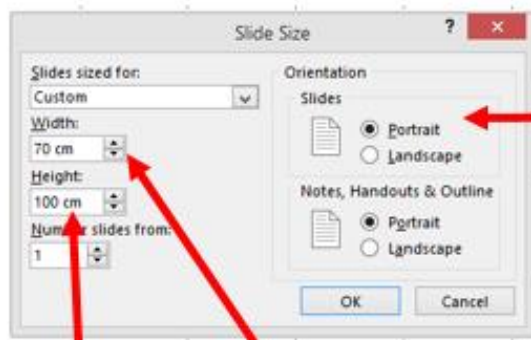 Slide Size
?
Slides sized for:
Custom
Width:
70 cm
Height:
100 cm
Number slides from:
1
Orientation
Slides
Portrait
Landscape
Notes, Handouts & Outline
Portrait
Landscape
OK
Cancel